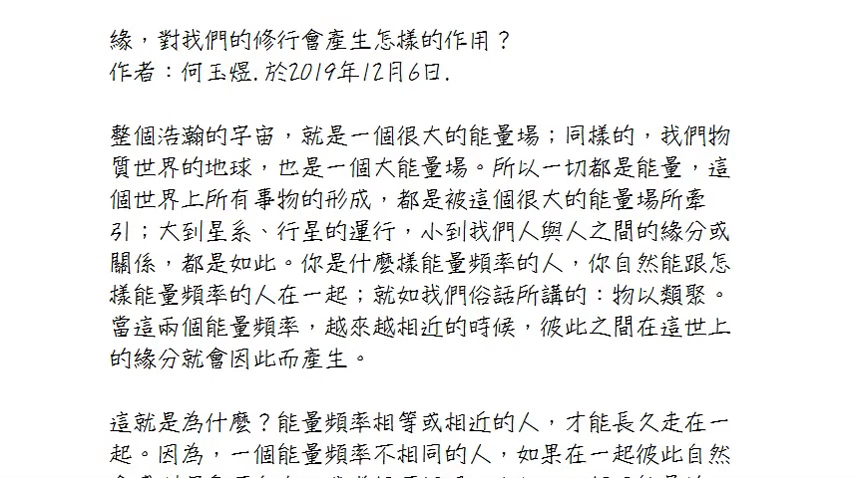 緣，對我們的修行會產生怎樣的作用？
作者：何玉煜.於2019年12月6日.
整個浩瀚的宇宙，就是一個很大的能量場；同樣的，我們物
質世界的地球，也是一個大能量場。所以一切都是能量，這
個世界上所有事物的形成，都是被這個很大的能量場所牽
引；大到星系、行星的運行，小到我們人與人之間的緣分或
關係，都是如此。你是什麼樣能量頻率的人，你自然能跟怎
樣能量頻率的人在一起；就如我們俗話所講的：物以類聚。
當這兩個能量頻率，越來越相近的時候，彼此之間在這世上
的緣分就會因此而產生。
這就是為什麼？能量頻率相等或相近的人，才能長久走在一
起。因為，一個能量頻率不相同的人，如果在一起彼此自然